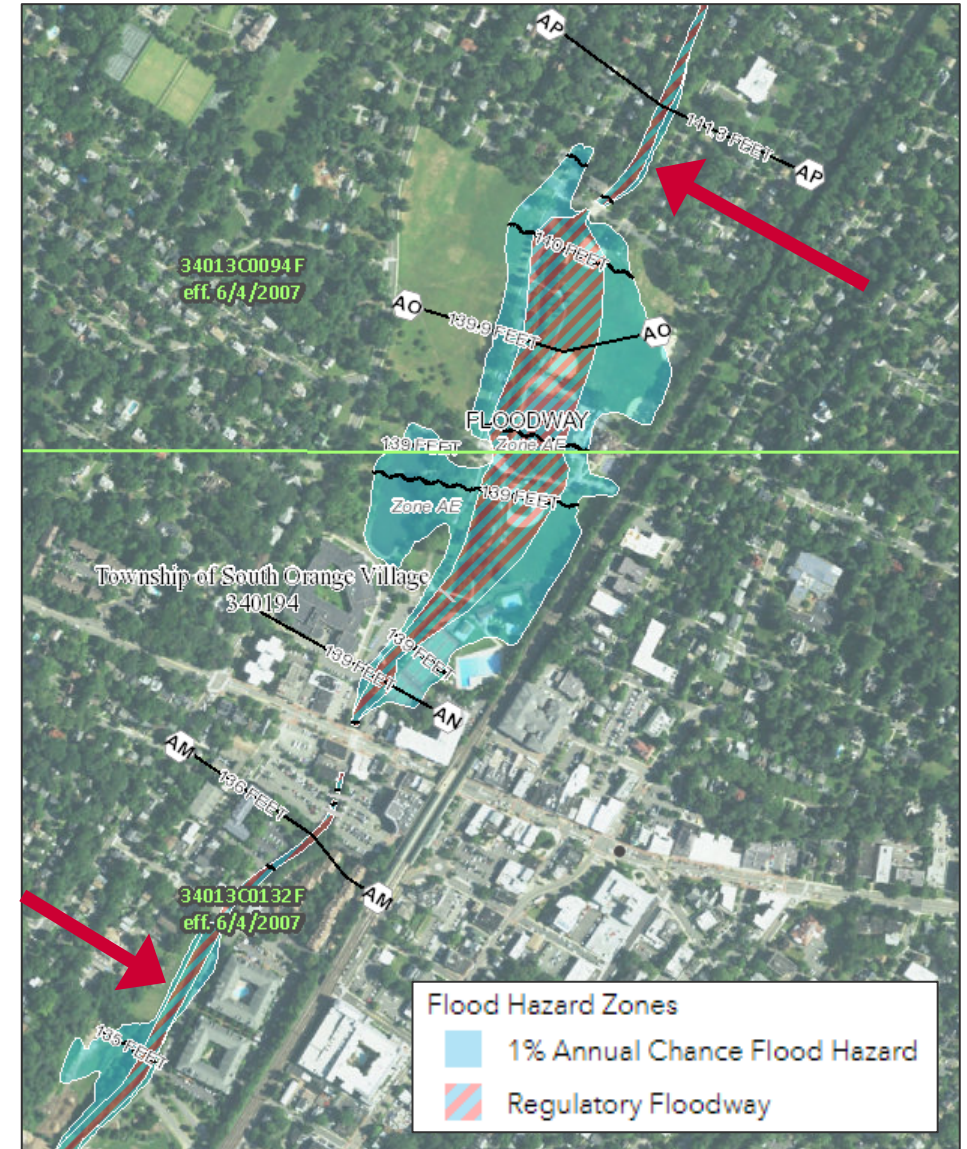 AP
141.3 FEET
AP
140 FEET
34013C0094F
eff. 6/4/2007
AO
139.9 FEET
AO
FLOODWAY
139 FEET
Zone AE
139 FEET
Zone AE
Township of South Orange Village
340194
139 FEET
139 FEET
AN
AM
136 FEET
AM
34013C0132F
eff. 6/4/2007
135 FEET
Flood Hazard Zones
1% Annual Chance Flood Hazard
Regulatory Floodway